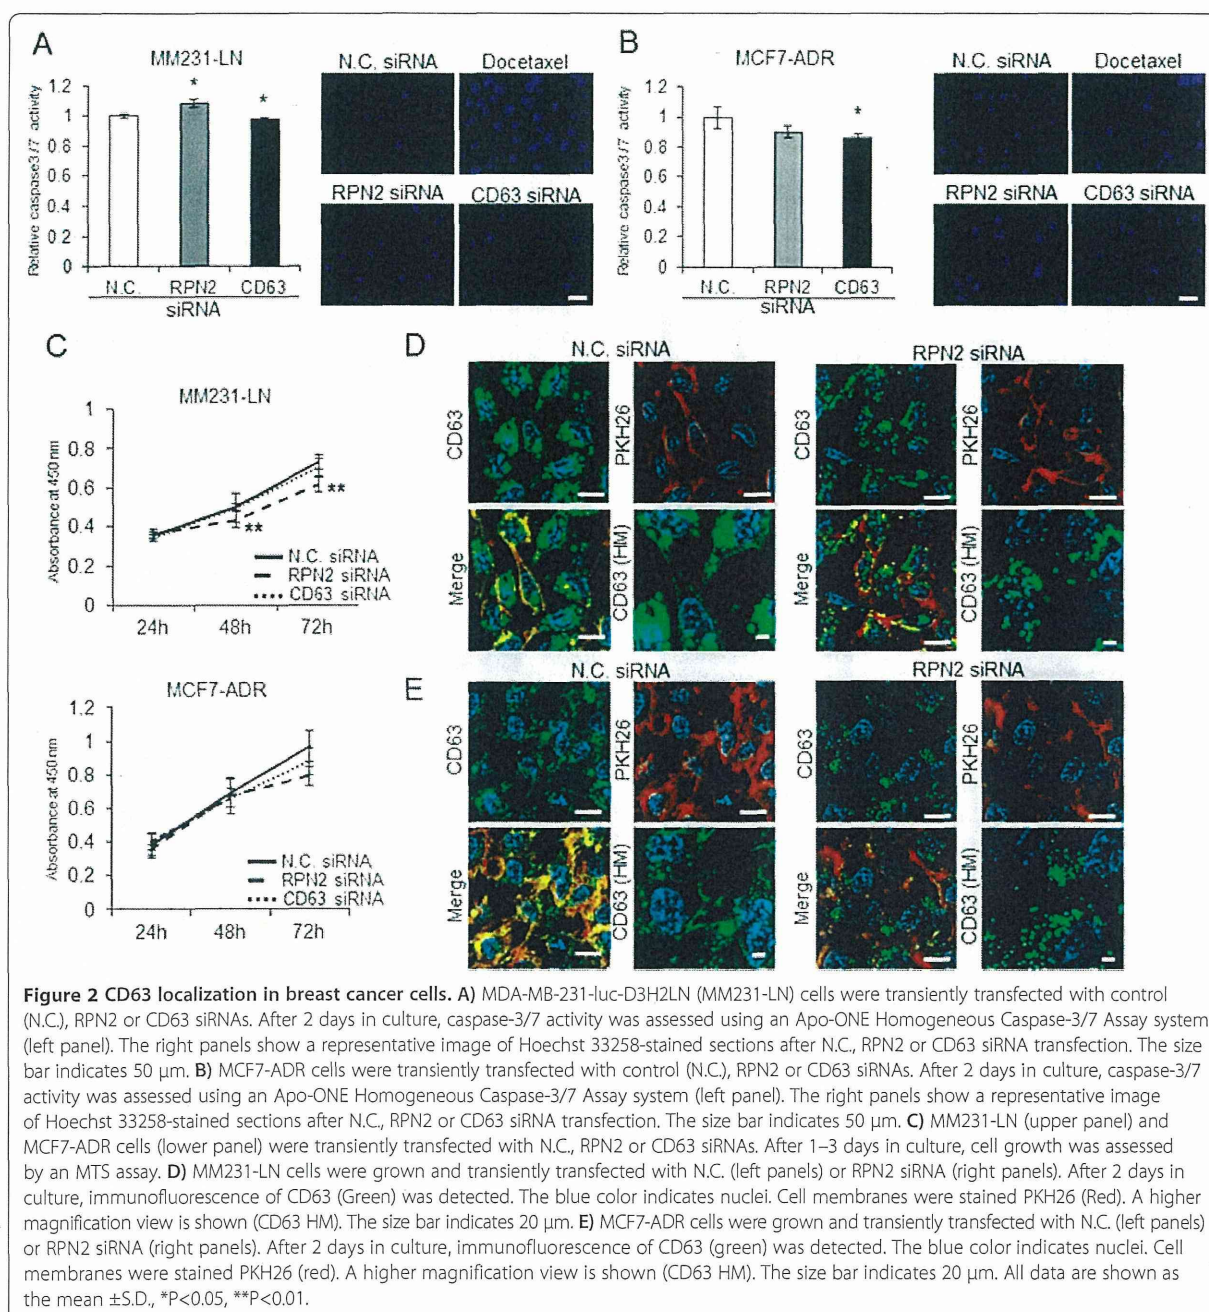 A
MM231-LN
Relative caspase3/7 activity
1.2
1
0.8
0.6
0.4
0.2
0
*
*
N.C. RPN2 CD63
siRNA
N.C. siRNA Docetaxel
RPN2 siRNA CD63 siRNA
B
MCF7-ADR
Relative caspase3/7 activity
1.2
1
0.8
0.6
0.4
0.2
0
*
N.C. RPN2 CD63
siRNA
N.C. siRNA Docetaxel
RPN2 siRNA CD63 siRNA
C
MM231-LN
Absorbance at 450nm
1
0.8
0.6
0.4
0.2
0
**
**
N.C. siRNA
RPN2 siRNA
CD63 siRNA
24h 48h 72h
MCF7-ADR
Absorbance at 450nm
1.2
1
0.8
0.6
0.4
0.2
0
N.C. siRNA
RPN2 siRNA
CD63 siRNA
24h 48h 72h
D
N.C. siRNA
CD63
PKH26
Merge
CD63 (HM)
RPN2 siRNA
CD63
PKH26
Merge
CD63 (HM)
E
N.C. siRNA
CD63
PKH26
Merge
CD63 (HM)
RPN2 siRNA
CD63
PKH26
Merge
CD63 (HM)
Figure 2 CD63 localization in breast cancer cells. A) MDA-MB-231-luc-D3H2LN (MM231-LN) cells were transiently transfected with control
(N.C.), RPN2 or CD63 siRNAs. After 2 days in culture, caspase-3/7 activity was assessed using an Apo-ONE Homogeneous Caspase-3/7 Assay system
(left panel). The right panels show a representative image of Hoechst 33258-stained sections after N.C., RPN2 or CD63 siRNA transfection. The size
bar indicates 50 µm. B) MCF7-ADR cells were transiently transfected with control (N.C.), RPN2 or CD63 siRNAs. After 2 days in culture, caspase-3/7
activity was assessed using an Apo-ONE Homogeneous Caspase-3/7 Assay system (left panel). The right panels show a representative image
of Hoechst 33258-stained sections after N.C., RPN2 or CD63 siRNA transfection. The size bar indicates 50 µm. C) MM231-LN (upper panel) and
MCF7-ADR cells (lower panel) were transiently transfected with N.C., RPN2 or CD63 siRNAs. After 1–3 days in culture, cell growth was assessed
by an MTS assay. D) MM231-LN cells were grown and transiently transfected with N.C. (left panels) or RPN2 siRNA (right panels). After 2 days in
culture, immunofluorescence of CD63 (Green) was detected. The blue color indicates nuclei. Cell membranes were stained PKH26 (Red). A higher
magnification view is shown (CD63 HM). The size bar indicates 20 µm. E) MCF7-ADR cells were grown and transiently transfected with N.C. (left panels)
or RPN2 siRNA (right panels). After 2 days in culture, immunofluorescence of CD63 (green) was detected. The blue color indicates nuclei. Cell
membranes were stained PKH26 (red). A higher magnification view is shown (CD63 HM). The size bar indicates 20 µm. All data are shown as
the mean ±S.D., *P<0.05, **P<0.01.